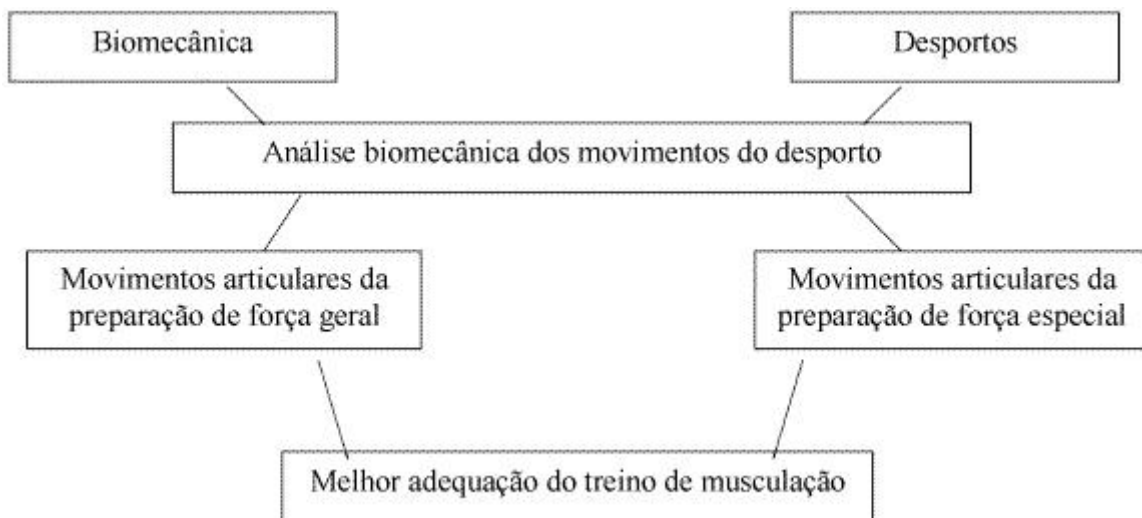 Biomecânica
Desportos
Análise biomecânica dos movimentos do desporto
Movimentos articulares da
preparação de força geral
Movimentos articulares da
preparação de força especial
Melhor adequação do treino de musculação